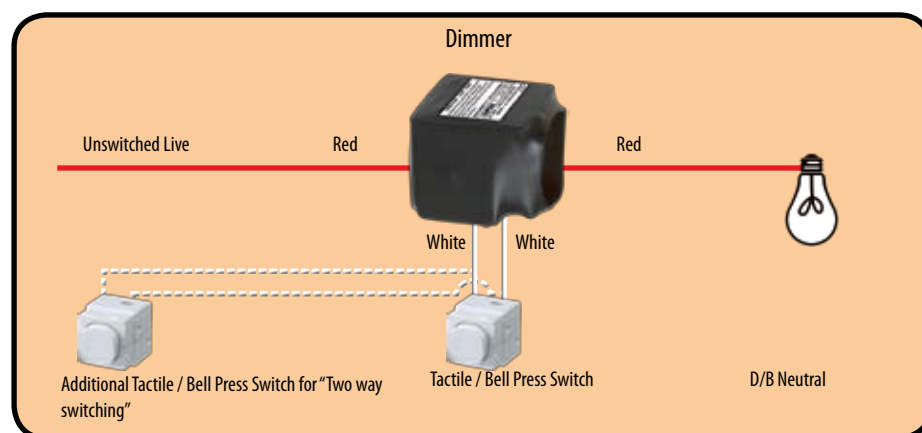 Dimmer
Unswitched Live
Red
Red
White
White
Additional Tactile / Bell Press Switch for “Two way
switching”
Tactile / Bell Press Switch
D/B Neutral